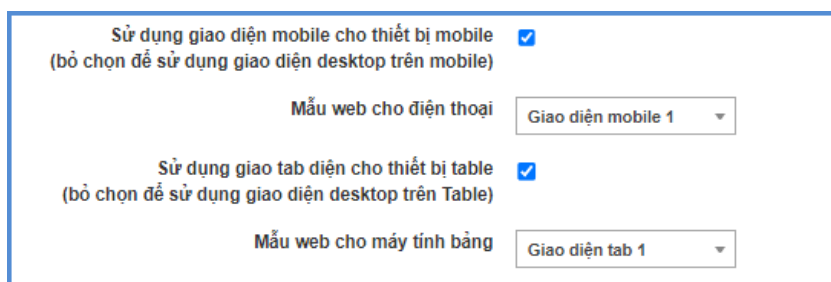 Sử dụng giao diện mobile cho thiết bị mobile
(bỏ chọn để sử dụng giao diện desktop trên mobile)
Mẫu web cho điện thoại
Giao diện mobile 1
Sử dụng giao tab diện cho thiết bị table
(bỏ chọn để sử dụng giao diện desktop trên Table)
Mẫu web cho máy tính bảng
Giao diện tab 1